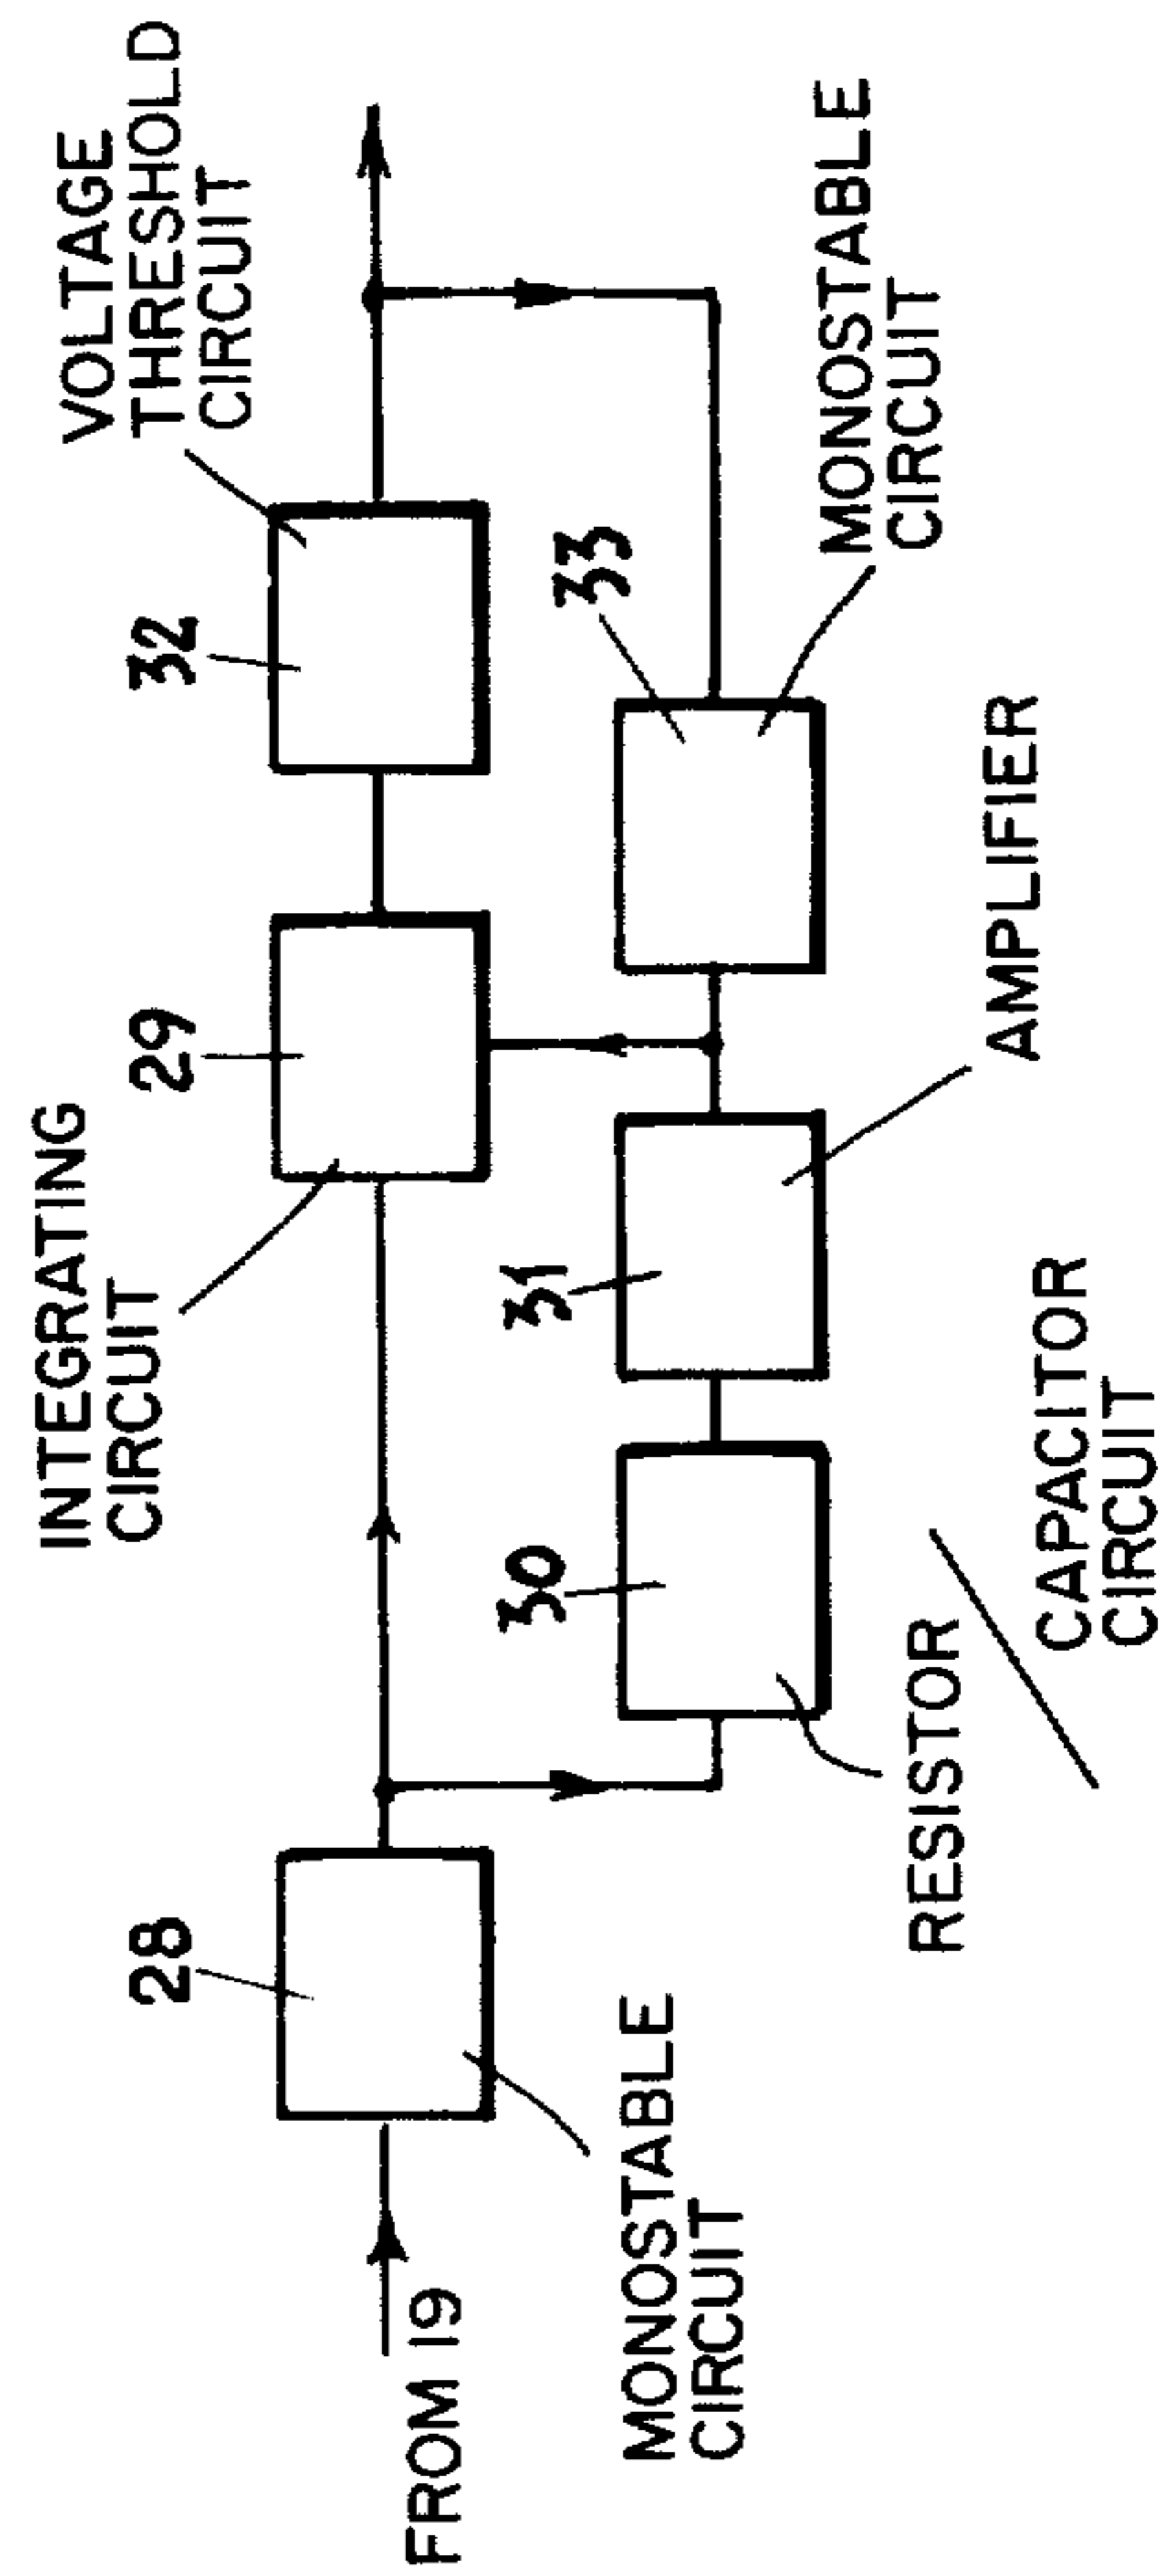 VOLTAGE
THRESHOLD
CIRCUIT
INTEGRATING
CIRCUIT
28
29
32
30
31
33
FROM 19
MONOSTABLE
CIRCUIT
RESISTOR
CAPACITOR
CIRCUIT
AMPLIFIER
MONOSTABLE
CIRCUIT